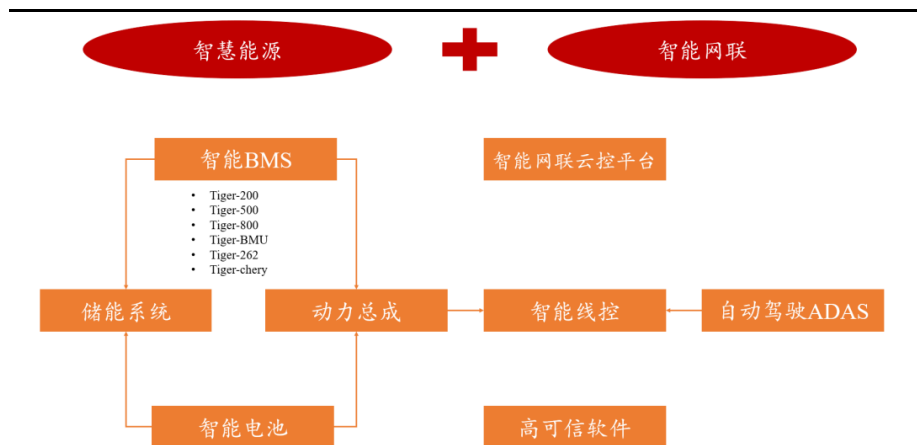 智慧能源
智能网联
智能BMS
智能网联云控平台
• Tiger-200
• Tiger-500
• Tiger-800
• Tiger-BMU
• Tiger-262
• Tiger-chery
储能系统
动力总成
智能线控
自动驾驶ADAS
智能电池
高可信软件